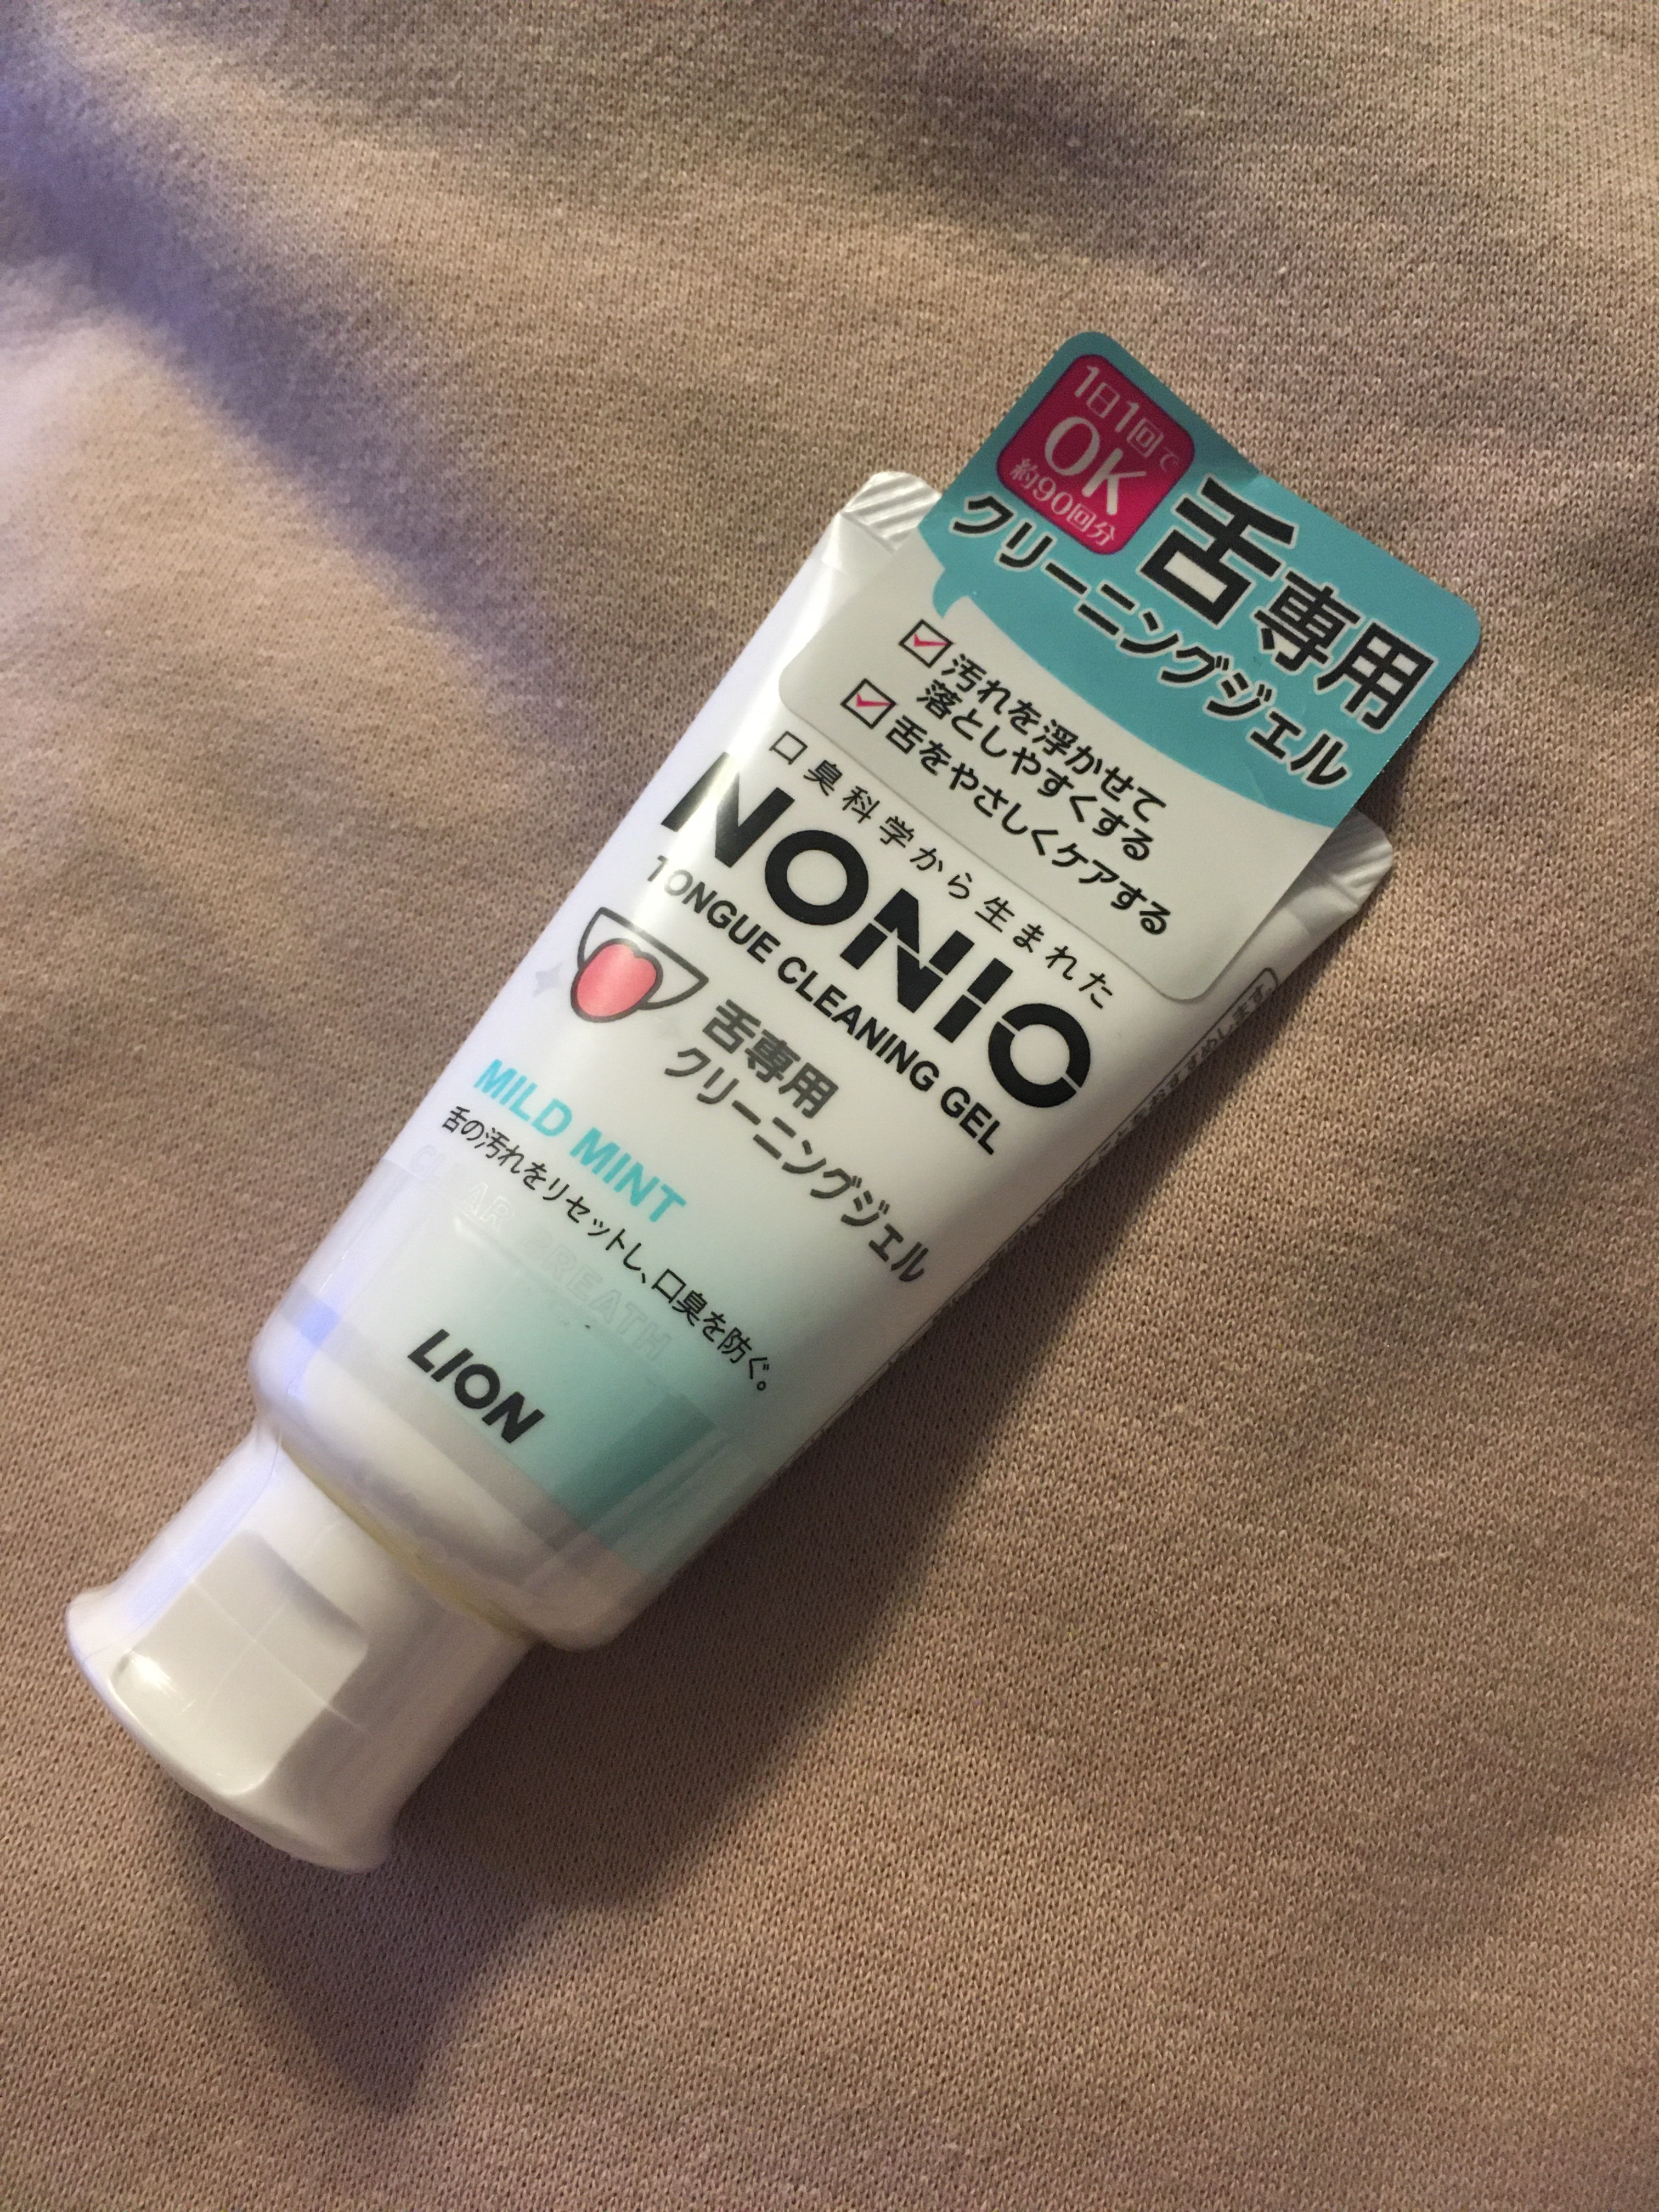 1日1回で
OK
約90回分
舌専用
クリーニングジェル
汚れを浮かせて
落としやすくする
舌をやさしくケアする
口臭科学から生まれた
NONIO
TONGUE CLEANING GEL
舌専用
クリーニングジェル
MILD MINT
舌の汚れをリセットし、口臭を防ぐ。
CLEAR BREATH
LION